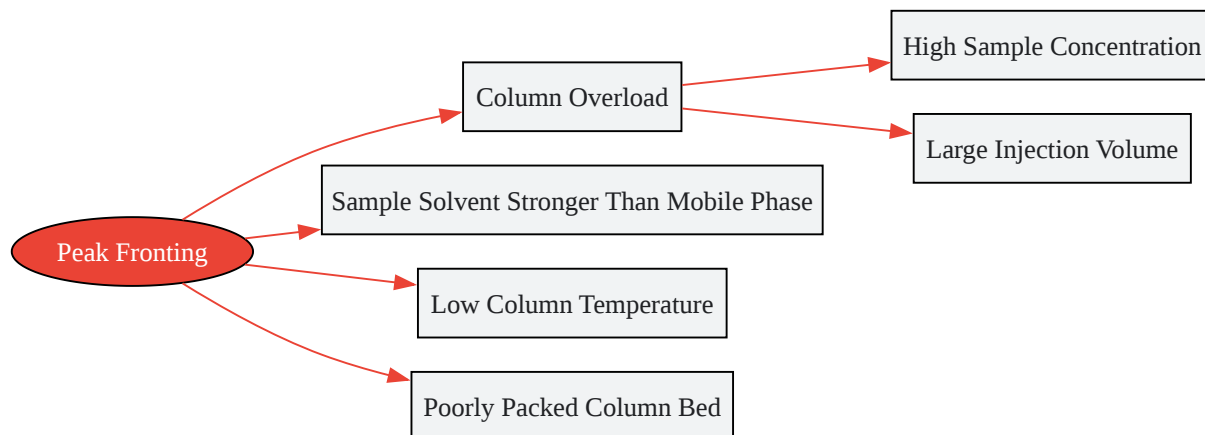 Peak Fronting
Column Overload
High Sample Concentration
Large Injection Volume
Sample Solvent Stronger Than Mobile Phase
Low Column Temperature
Poorly Packed Column Bed